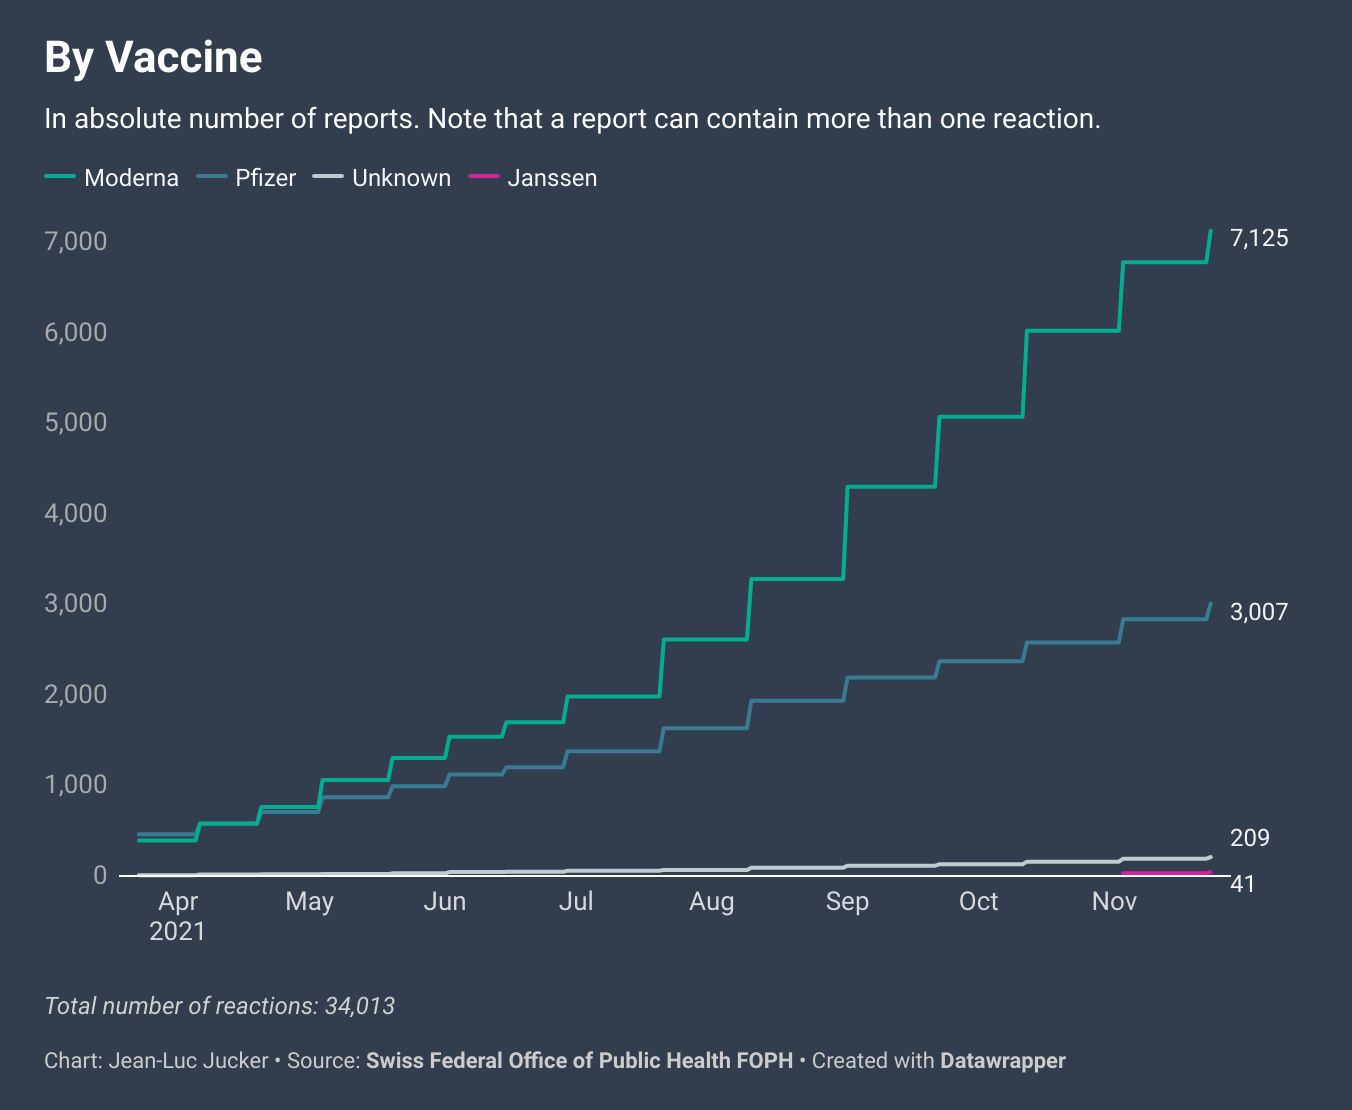 By Vaccine
In absolute number of reports. Note that a report can contain more than one reaction.
Moderna Pfizer Unknown Janssen
7,000
7,125
6,000
5,000
4,000
3,000
3,007
2,000
1,000
209
0
41
Apr May Jun Jul Aug Sep Oct Nov
2021
Total number of reactions: 34,013
Chart: Jean-Luc Jucker • Source: Swiss Federal Office of Public Health FOPH • Created with Datawrapper